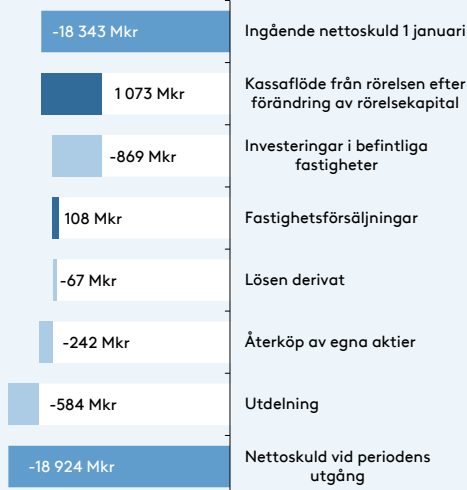 -18 343 Mkr Ingående nettoskuld 1 januari
1 073 Mkr Kassaflöde från rörelsen efter
förändring av rörelsekapital
-869 Mkr Investeringar i befintliga
fastigheter
108 Mkr Fastighetsförsäljningar
-67 Mkr Lösen derivat
-242 Mkr Återköp av egna aktier
-584 Mkr Utdelning
-18 924 Mkr Nettoskuld vid periodens
utgång